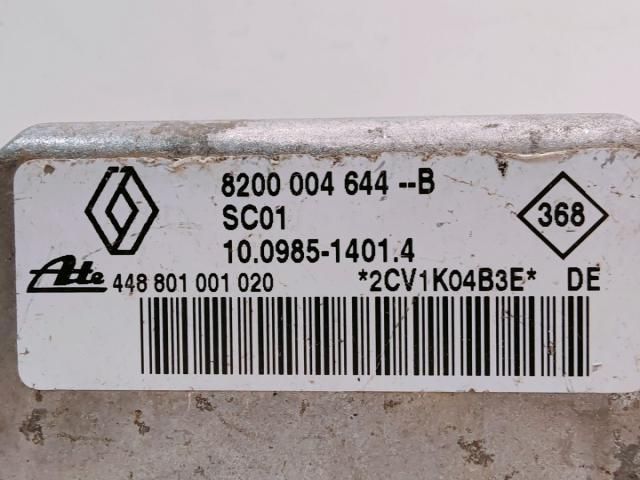 8200 004 644 --B
SC01
368
10.0985-1401.4
Ate 448 801 001 020 *2CV1K04B3E* DE